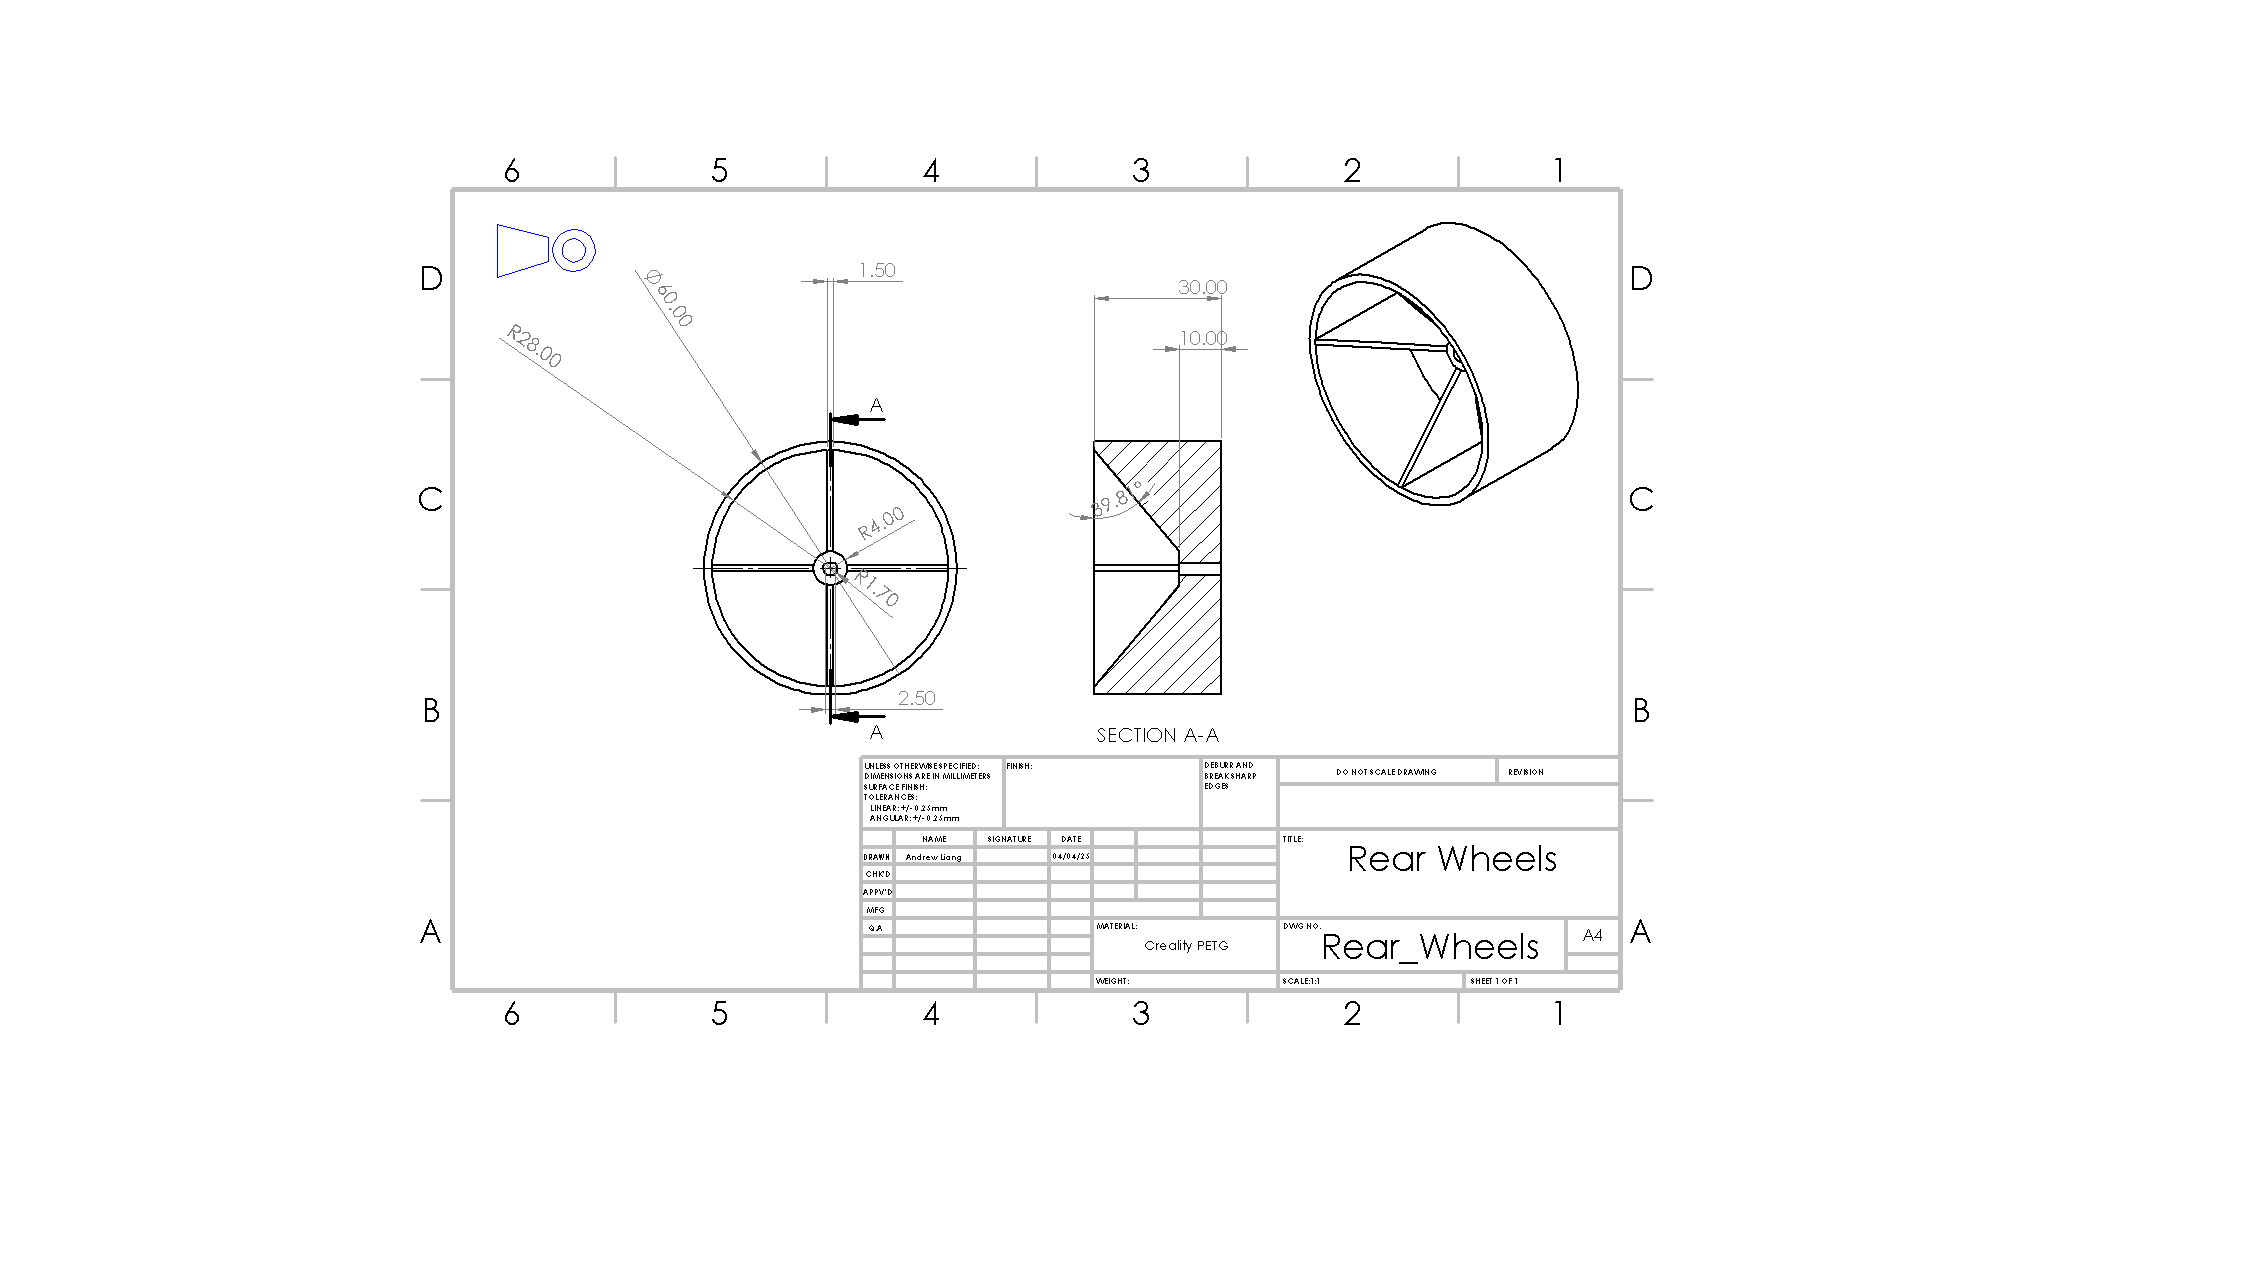 6 5 4 3 2 1
D D
C C
B B
A A
6 5 4 3 2 1
Ø60.00
R28.00
1.50
A
R4.00
R1.70
2.50
A
30.00
10.00
SECTION A-A
UNLESS OTHERWISE SPECIFIED:
DIMENSIONS ARE IN MILLIMETERS
SURFACE FINISH:
TOLERANCES:
LINEAR: +/- 0.25mm
ANGULAR: +/- 0.25mm
FINISH:
DEBURR AND
BREAK SHARP
EDGES
DO NOT SCALE DRAWING
REVISION
NAME SIGNATURE DATE
DRAWN Andrew Liang 04/04/25
CHK'D
APPV'D
MFG
Q.A
TITLE:
Rear Wheels
MATERIAL:
Creality PETG
DWG NO.
Rear_Wheels
A4
WEIGHT:
SCALE:1:1
SHEET 1 OF 1